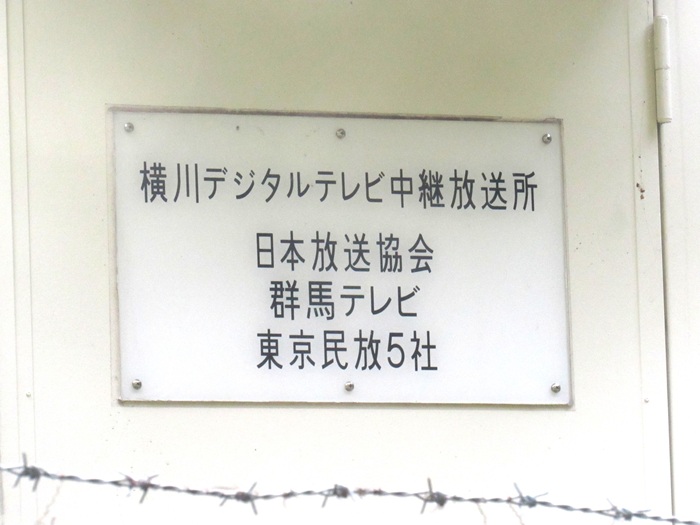 横川デジタルテレビ中継放送所
日本放送協会
群馬テレビ
東京民放5社